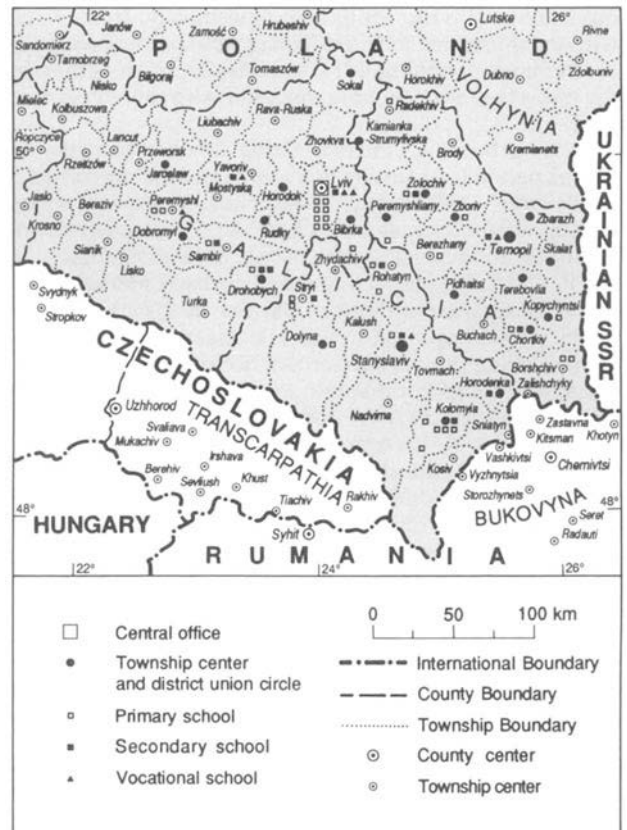 22°
26°
Janów
Zamość
Hrubeshiv
Lutske
Sandomierz
P O L A N D
Rivne
Tarnobrzeg
Biłgoraj
Tomaszów
Sokal
Horokhiv
Dubno
Zdolbuniv
Nisko
VOLHYNIA
Mielec
Kolbuszowa
Rava-Ruska
Radekhiv
Liubachiv
Kamianka
Strumylivska
Ropczyce
Lancut
Przeworsk
Zhovkva
Brody
Kremianets
50°
50°
Rzeszów
Jaroslaw
Yavoriv
Lviv
Zolochiv
Mostyska
Horodok
Jaslo
Peremyshl
Peremyshliany
Zboriv
Zbarazh
Krosno
Bereziv
Dobromyl
Rudky
Bibrka
Ternopil
Skalat
Sianik
Sambir
Zhydachiv
Berezhany
G A L I C I A
Lisko
Drohobych
Stryi
Rohatyn
Pidhaitsi
Terebovlia
Svydnyk
Turka
Kopychyntsi
Stropkov
Dolyna
Kalush
Buchach
Chortkiv
Stanyslaviv
Tovmach
Borshchiv
CZECHOSLOVAKIA
Horodenka
Zalishchyky
Uzhhorod
TRANSCARPATHIA
Nadvirna
Kolomyia
Sniatyn
Zastavna
Khotyn
Svaliava
Kitsman
Mukachiv
Vashkivtsi
Irshava
Kosiv
Vyzhnytsia
Chernivtsi
Berehiv
Sevliush
Khust
Storozhynets
Tiachiv
Rakhiv
48°
48°
HUNGARY
BUKOVYNA
Seret
Syhit
Radauti
R U M A N I A
UKRAINIAN SSR
22°
24°
26°
Central office
Township center
and district union circle
Primary school
Secondary school
Vocational school
0 50 100 km
International Boundary
County Boundary
Township Boundary
County center
Township center